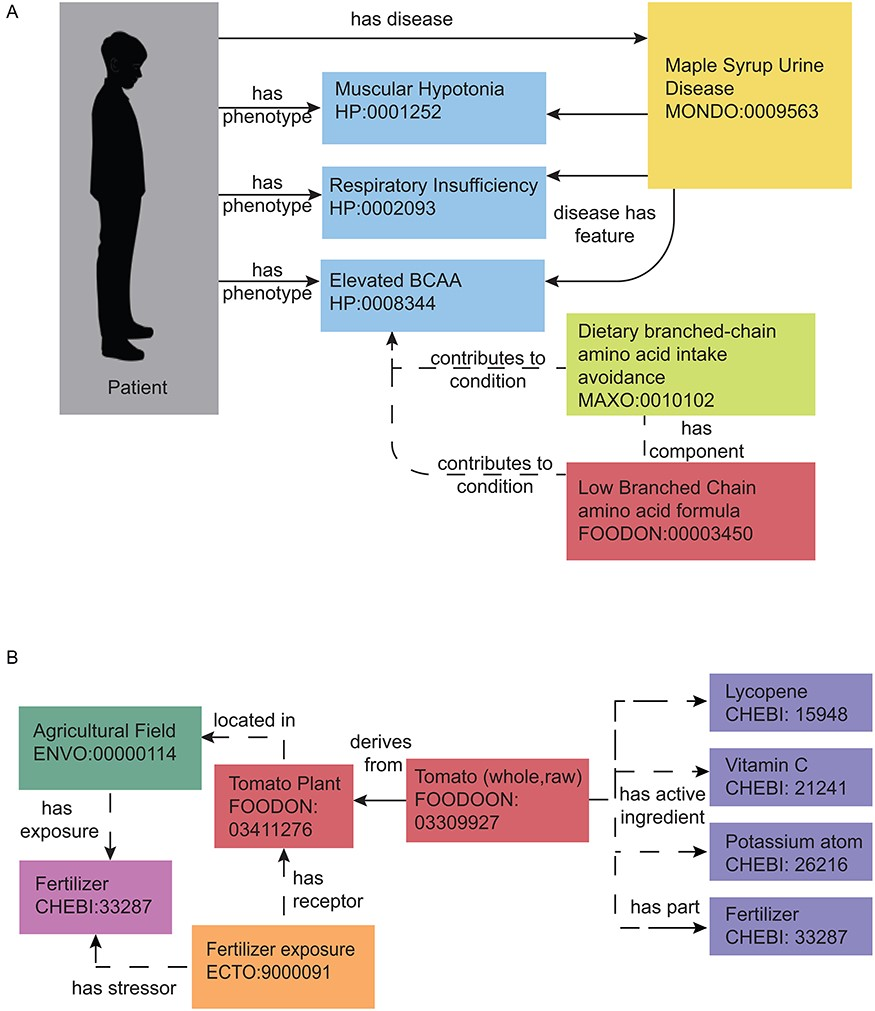 A
has disease
Maple Syrup Urine
Disease
MONDO:0009563
has
phenotype
Muscular Hypotonia
HP:0001252
has
phenotype
Respiratory Insufficiency
HP:0002093
disease has
feature
has
phenotype
Elevated BCAA
HP:0008344
Patient
contributes to
condition
Dietary branched-chain
amino acid intake
avoidance
MAXO:0010102
has
component
contributes to
condition
Low Branched Chain
amino acid formula
FOODON:00003450
B
Agricultural Field
ENVO:00000114
located in
Tomato Plant
FOODON:
03411276
derives
from
Tomato (whole,raw)
FOODOON:
03309927
Lycopene
CHEBI: 15948
Vitamin C
CHEBI: 21241
has active
ingredient
Potassium atom
CHEBI: 26216
has part
Fertilizer
CHEBI: 33287
has
exposure
Fertilizer
CHEBI:33287
has
receptor
Fertilizer exposure
ECTO:9000091
has stressor